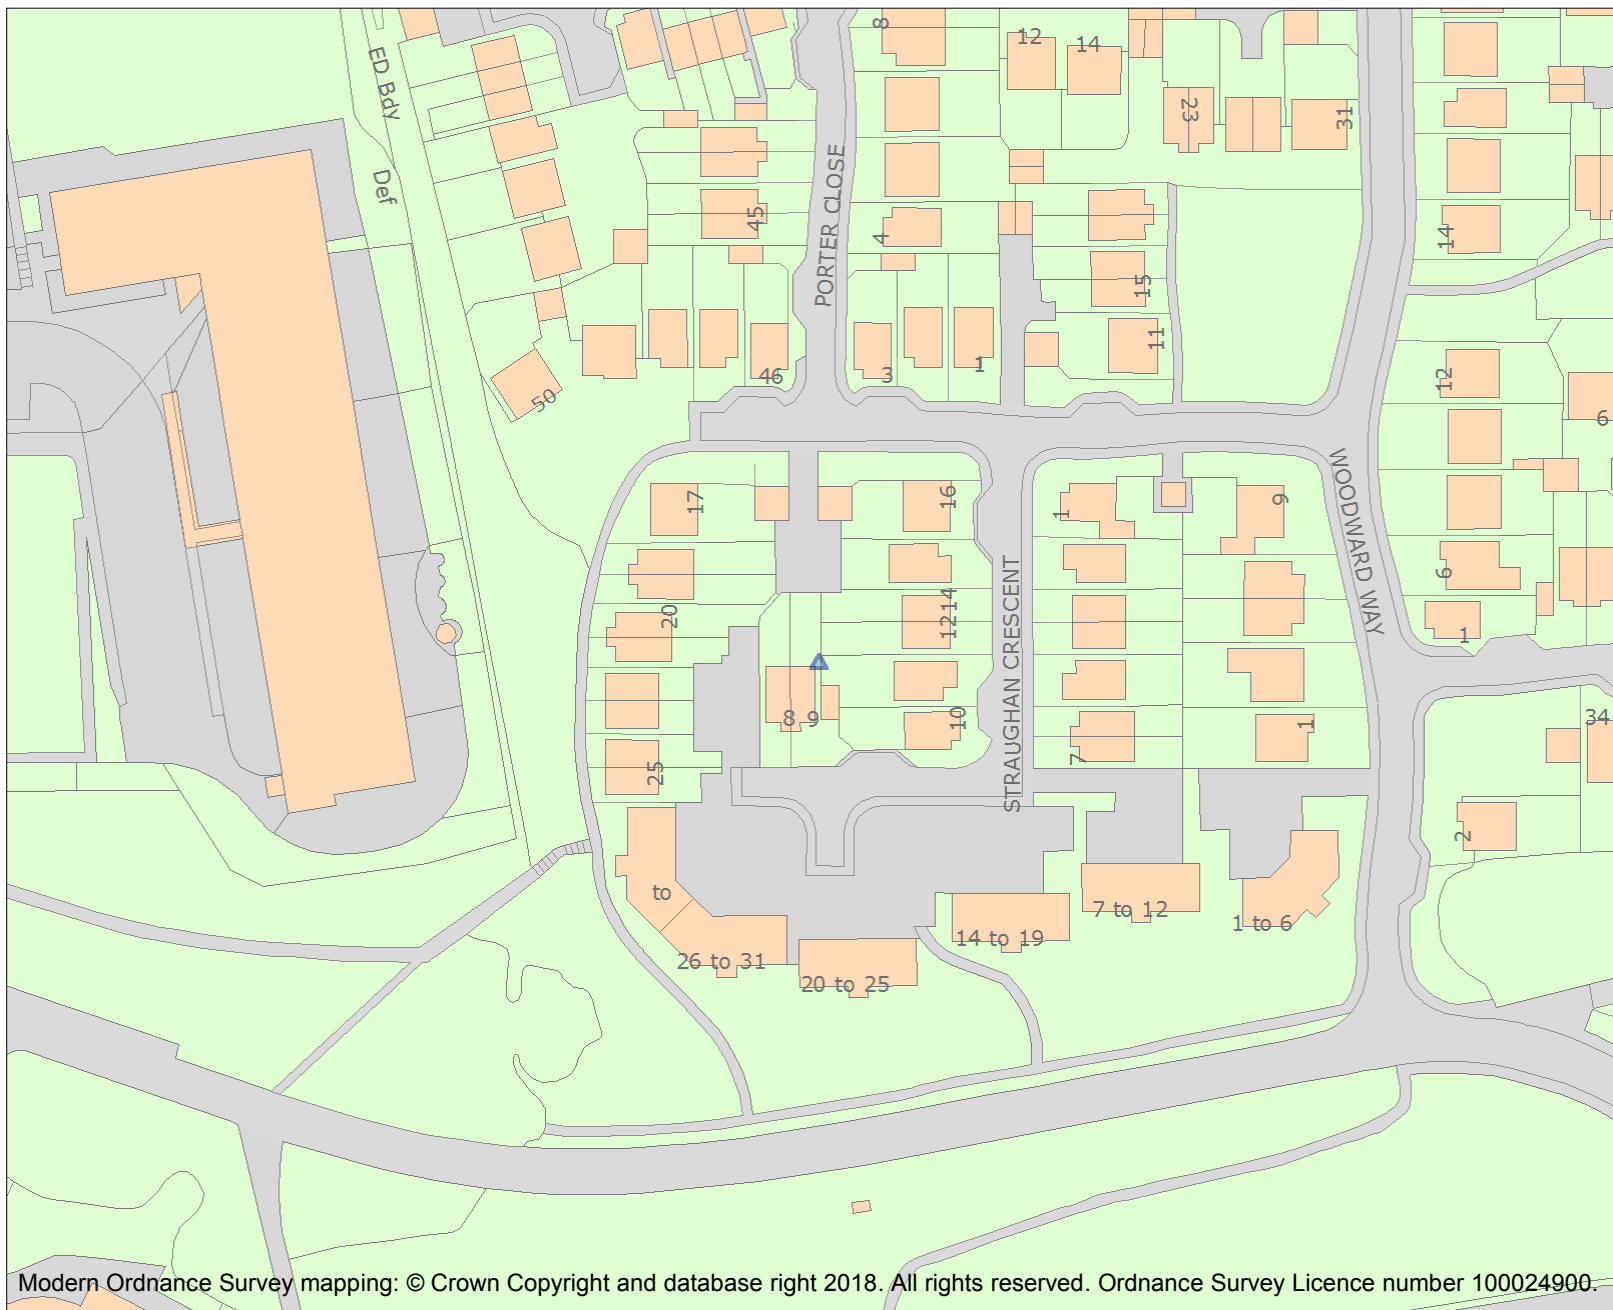 8
12
14
23
31
ED Bdy
Def
45
4
PORTER CLOSE
14
15
11
46
3
1
12
50
6
17
16
1
9
WOODWARD WAY
6
20
14
12
STRAUGHAN CRESCENT
1
8
9
10
1
34
7
25
2
to
7 to 12
1 to 6
14 to 19
26 to 31
20 to 25
Modern Ordnance Survey mapping: © Crown Copyright and database right 2018. All rights reserved. Ordnance Survey Licence number 100024900.